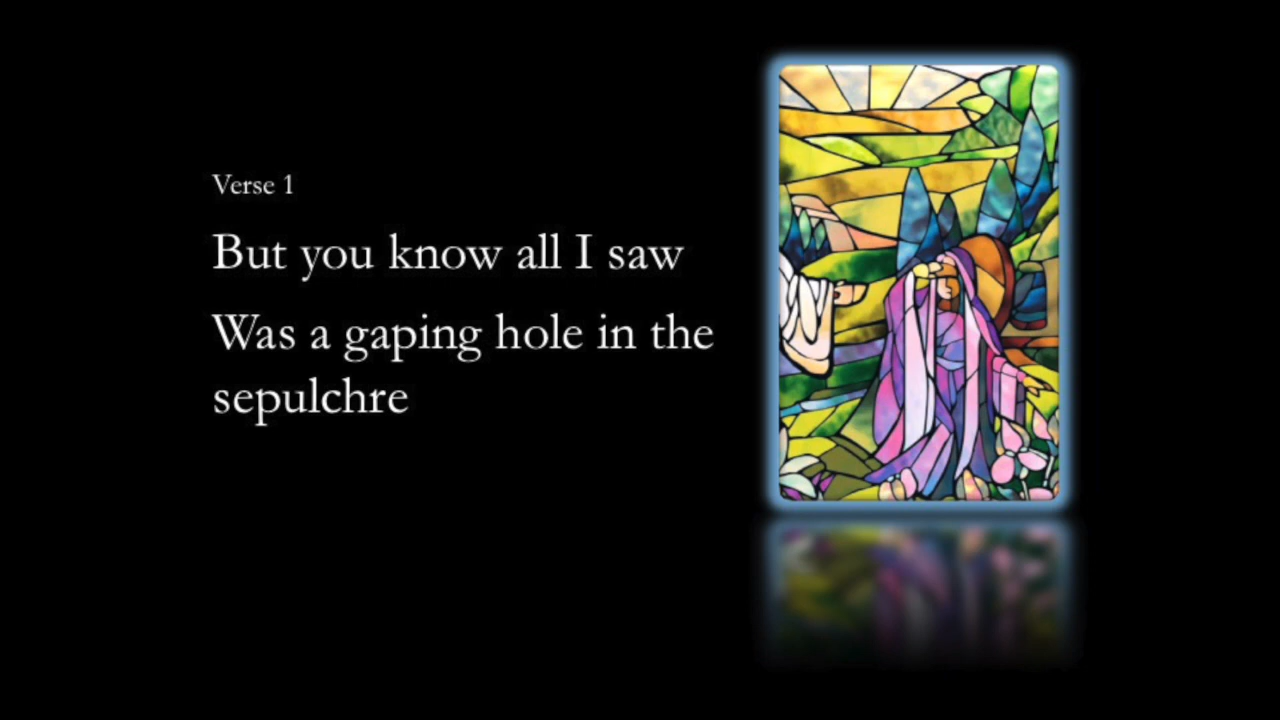 Verse 1
But you know all I saw
Was a gaping hole in the
sepulchre